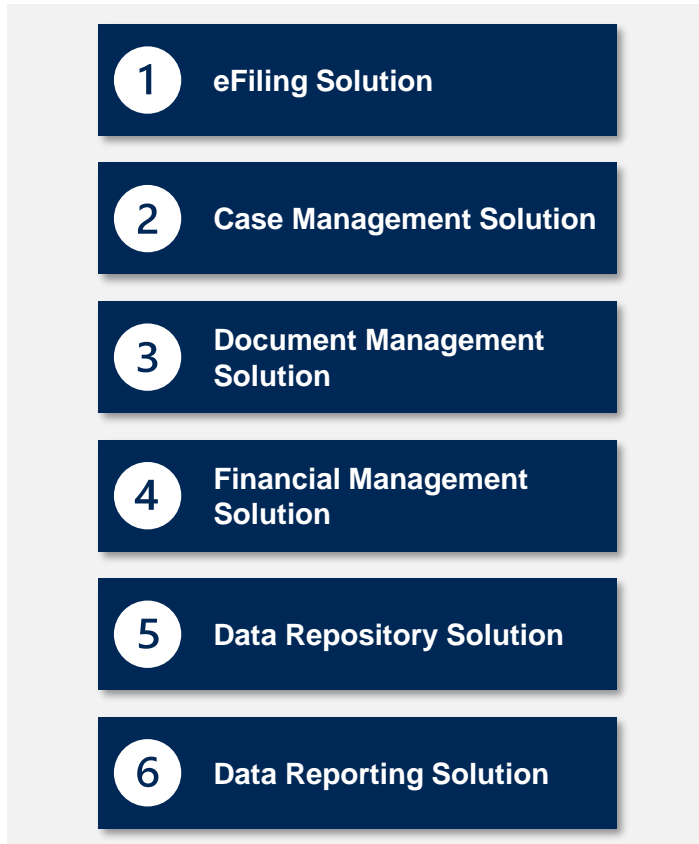 1 eFiling Solution
2 Case Management Solution
3 Document Management
Solution
4 Financial Management
Solution
5 Data Repository Solution
6 Data Reporting Solution